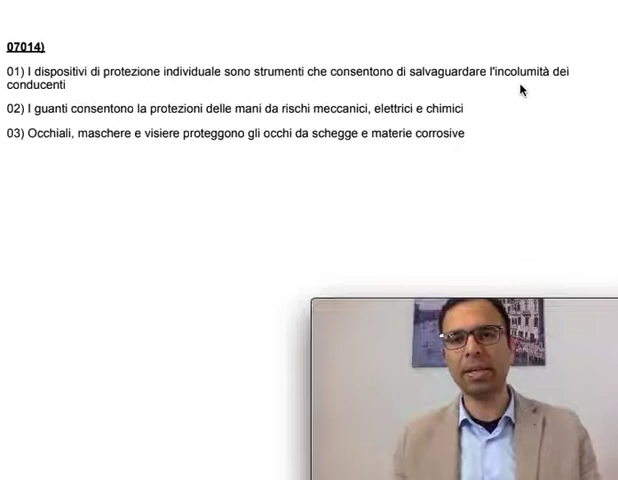 07014)
01) I dispositivi di protezione individuale sono strumenti che consentono di salvaguardare l'incolumità dei
conducenti
02) I guanti consentono la protezioni delle mani da rischi meccanici, elettrici e chimici
03) Occhiali, maschere e visiere proteggono gli occhi da schegge e materie corrosive